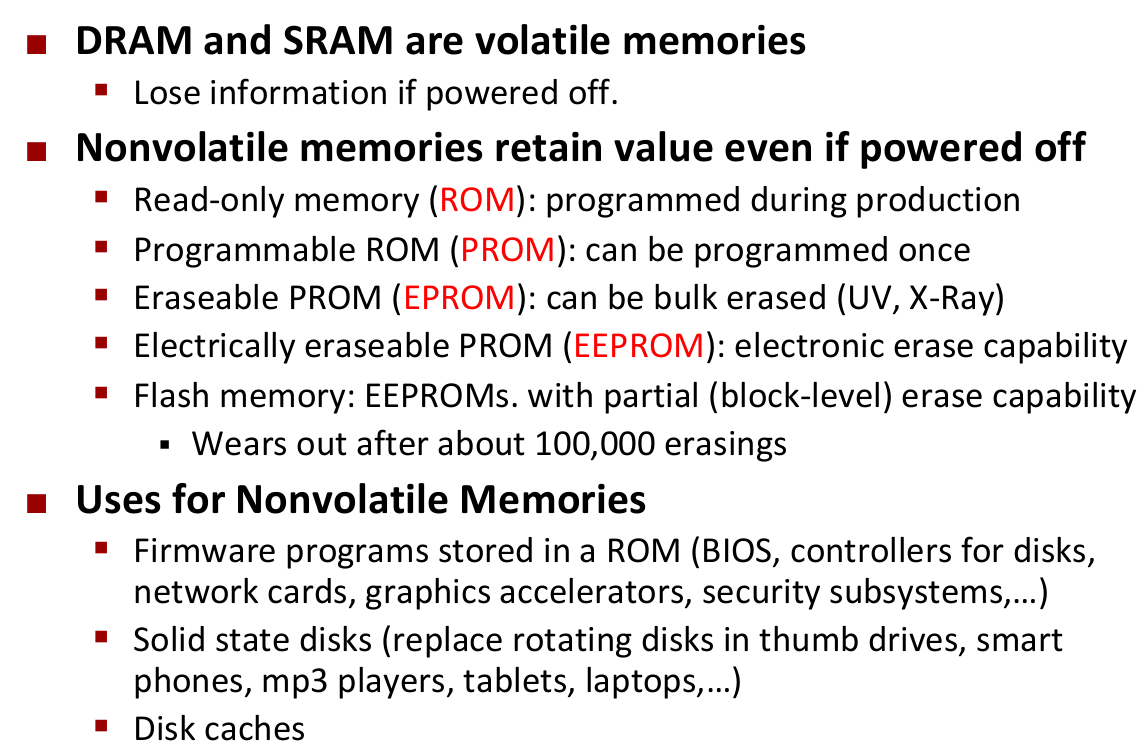 DRAM and SRAM are volatile memories
Lose information if powered off.
Nonvolatile memories retain value even if powered off
Read-only memory (ROM): programmed during production
Programmable ROM (PROM): can be programmed once
Eraseable PROM (EPROM): can be bulk erased (UV, X-Ray)
Electrically eraseable PROM (EEPROM): electronic erase capability
Flash memory: EEPROMs. with partial (block-level) erase capability
Wears out after about 100,000 erasings
Uses for Nonvolatile Memories
Firmware programs stored in a ROM (BIOS, controllers for disks,
network cards, graphics accelerators, security subsystems,…)
Solid state disks (replace rotating disks in thumb drives, smart
phones, mp3 players, tablets, laptops,…)
Disk caches